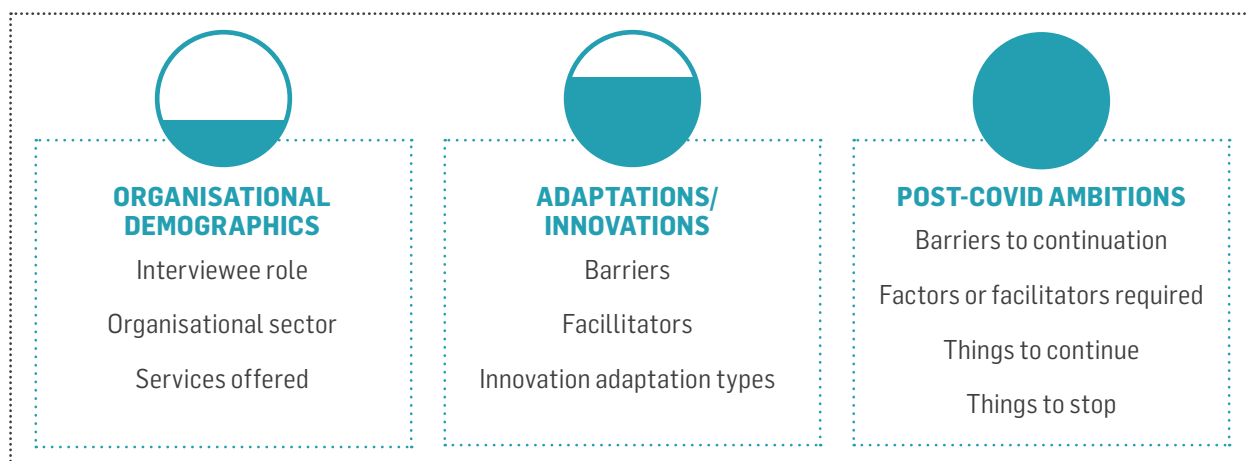 ORGANISATIONAL
DEMOGRAPHICS
Interviewee role
Organisational sector
Services offered
ADAPTATIONS/
INNOVATIONS
Barriers
Facillitators
Innovation adaptation types
POST-COVID AMBITIONS
Barriers to continuation
Factors or facilitators required
Things to continue
Things to stop